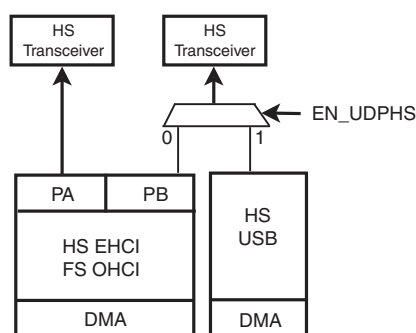 HS
Transceiver
HS
Transceiver
EN_UDPHS
0
1
PA
PB
HS
USB
HS EHCI
FS OHCI
DMA
DMA